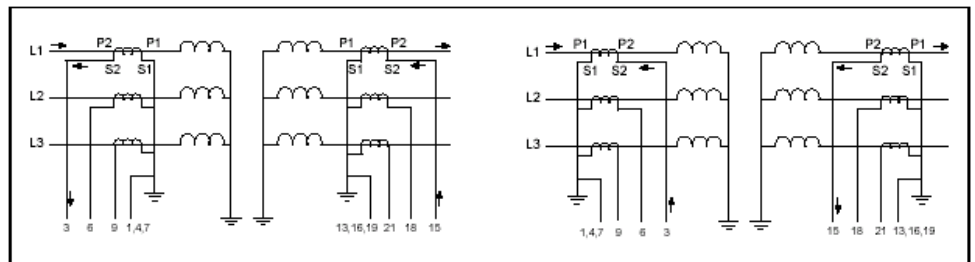 L1 P2 P1 P1 P2 L1 P1 P2 P2 P1
S2 S1 S1 S2 S1 S2 S2 S1
L2 L2
L3 L3
3 6 9 1,4,7 13,16,19 21 18 15 1,4,7 9 6 3 15 18 21 13,16,19